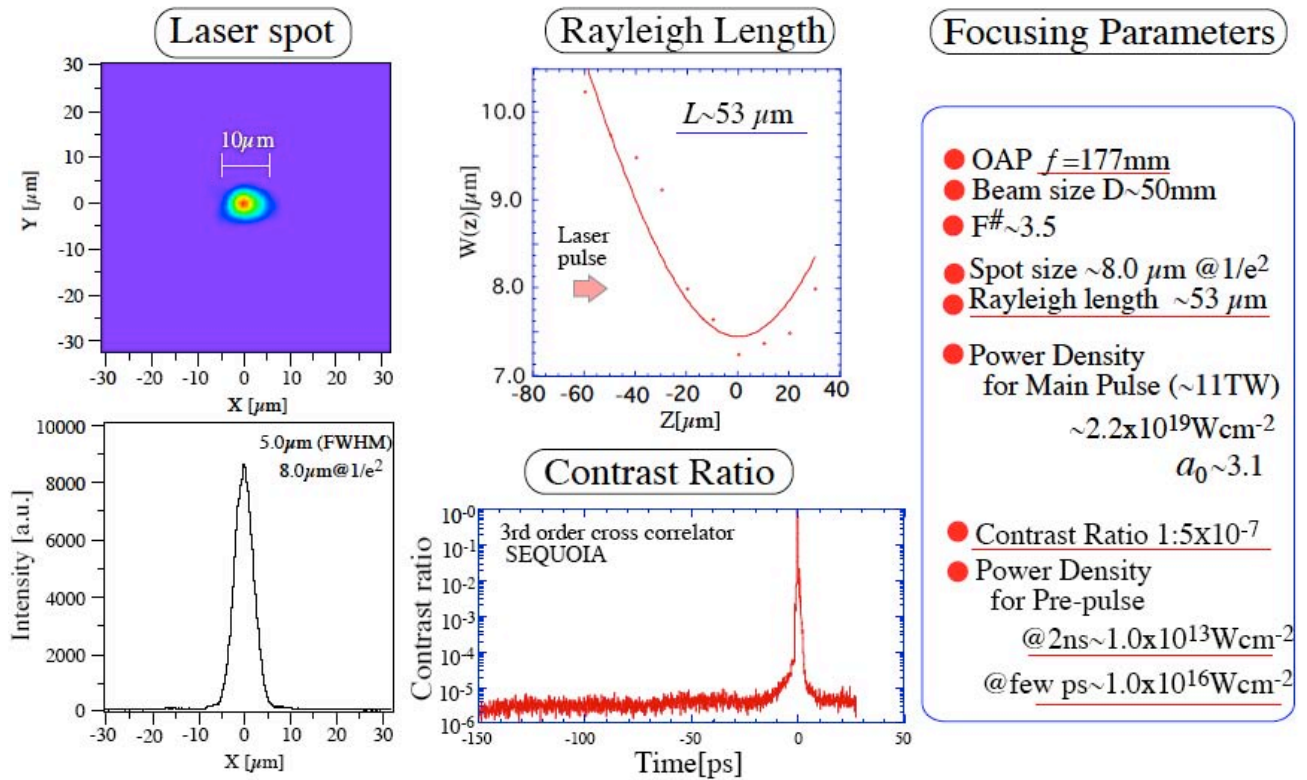 Laser spot
30
20
10
0
-10
-20
-30
Y [μm]
10μm
-30
-20
-10
0
10
20
30
X [μm]
10000
8000
6000
4000
2000
0
Intensity [a.u.]
5.0μm (FWHM)
8.0μm@1/e²
-30
-20
-10
0
10
20
30
X [μm]
Rayleigh Length
10.0
9.0
8.0
7.0
W(z)[μm]
L~53 μm
Laser
pulse
-80
-60
-40
-20
0
20
40
Z[μm]
Contrast Ratio
10⁻⁰
10⁻¹
10⁻²
10⁻³
10⁻⁴
10⁻⁵
10⁻⁶
Contrast ratio
3rd order cross correlator
SEQUOIA
-150
-100
-50
0
50
Time[ps]
Focusing Parameters
OAP f=177mm
Beam size D~50mm
F#~3.5
Spot size ~8.0 μm @1/e²
Rayleigh length ~53 μm
Power Density
for Main Pulse (~11TW)
~2.2x10¹⁹Wcm⁻²
a₀~3.1
Contrast Ratio 1:5X10⁻⁷
Power Density
for Pre-pulse
@2ns~1.0x10¹³Wcm⁻²
@few ps~1.0x10¹⁶Wcm⁻²